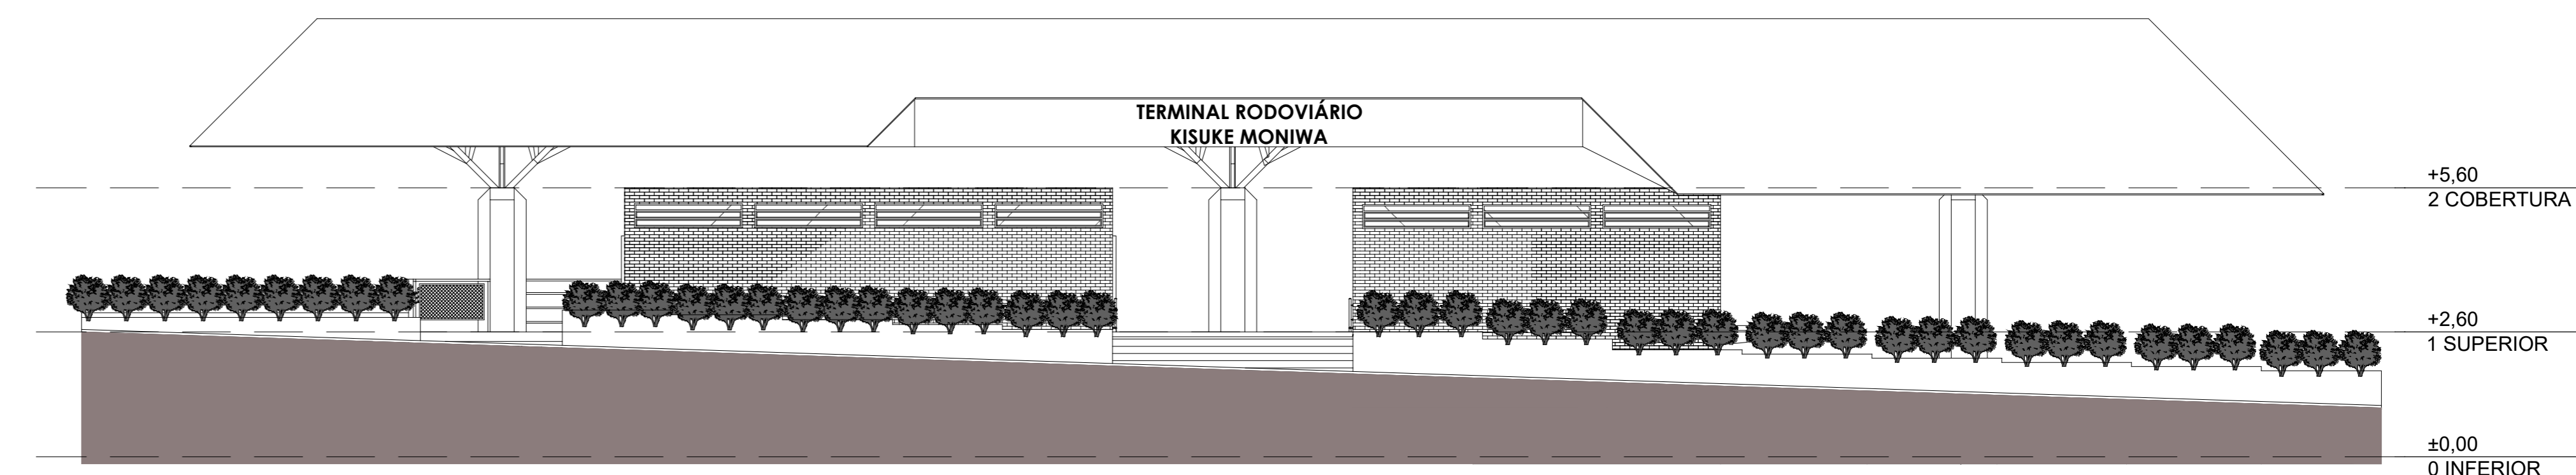 TERMINAL RODOVIÁRIO
KISUKE MONIWA
+5,60
2 COBERTURA
+2,60
1 SUPERIOR
±0,00
0 INFERIOR